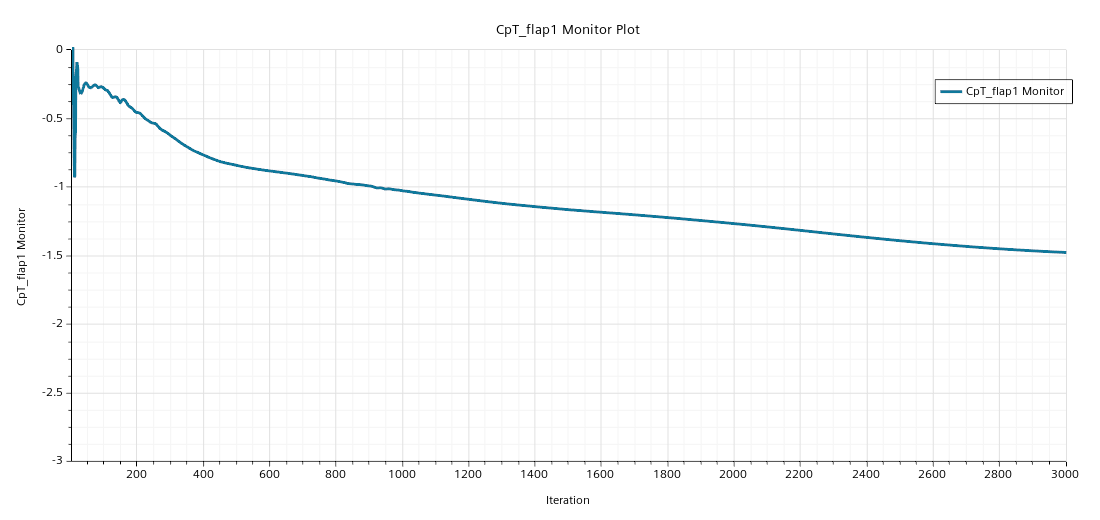 CpT_flap1 Monitor Plot
CpT_flap1 Monitor
CpT_flap1 Monitor
0
-0.5
-1
-1.5
-2
-2.5
-3
200 400 600 800 1000 1200 1400 1600 1800 2000 2200 2400 2600 2800 3000
Iteration